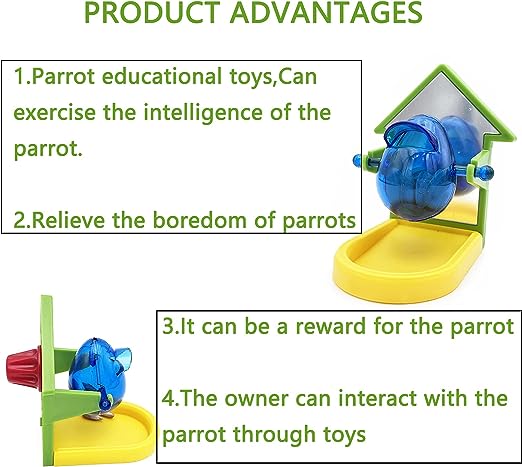 PRODUCT ADVANTAGES
1.Parrot educational toys,Can
exercise the intelligence of the
parrot.
2.Relieve the boredom of parrots
3.It can be a reward for the parrot
4.The owner can interact with the
parrot through toys